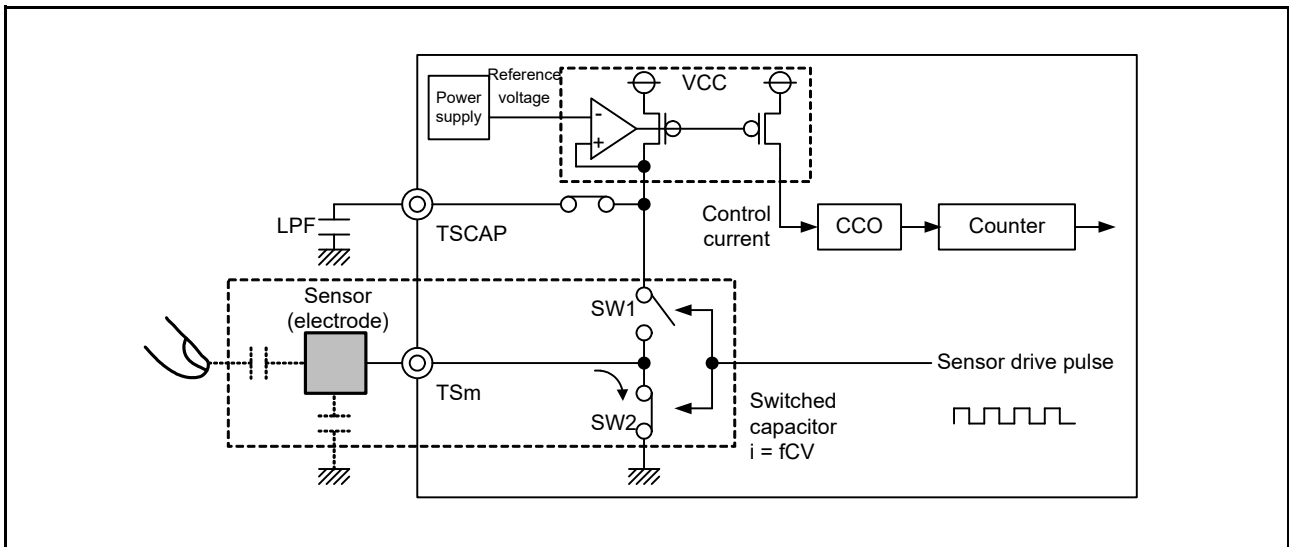 Reference
voltage
VCC
Power
supply
-
+
LPF
TSCAP
Control
current
CCO
Counter
Sensor
(electrode)
SW1
TSm
SW2
Sensor drive pulse
Switched
capacitor
i = fCV